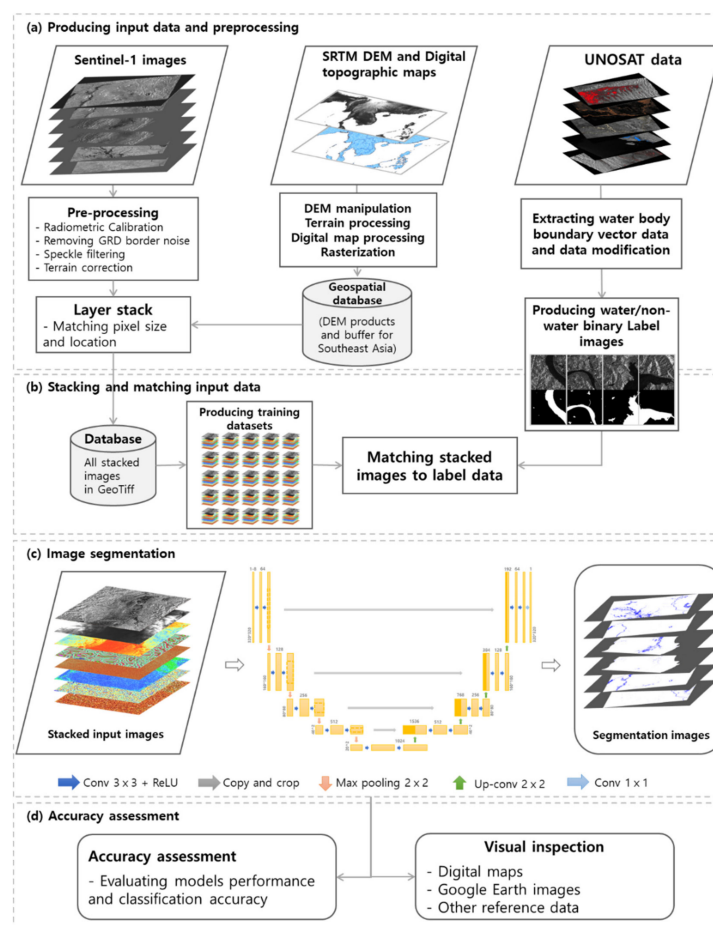 (a) Producing input data and preprocessing
Sentinel-1 images
SRTM DEM and Digital
topographic maps
UNOSAT data
Pre-processing
- Radiometric Calibration
- Removing GRD border noise
- Speckle filtering
- Terrain correction
DEM manipulation
Terrain processing
Digital map processing
Rasterization
Extracting water body
boundary vector data
and data modification
Layer stack
- Matching pixel size
and location
Geospatial
database
(DEM products
and buffer for
Southeast Asia)
Producing water/non-
water binary Label
images
(b) Stacking and matching input data
Database
All stacked
images
in GeoTiff
Producing training
datasets
Matching stacked
images to label data
(c) Image segmentation
Stacked input images
64
128
256
512
1024
1536
512
768
256
128
64
1
Segmentation images
Conv 3 x 3 + ReLU
Copy and crop
Max pooling 2 x 2
Up-conv 2 x 2
Conv 1 x 1
(d) Accuracy assessment
Accuracy assessment
- Evaluating models performance
and classification accuracy
Visual inspection
- Digital maps
- Google Earth images
- Other reference data